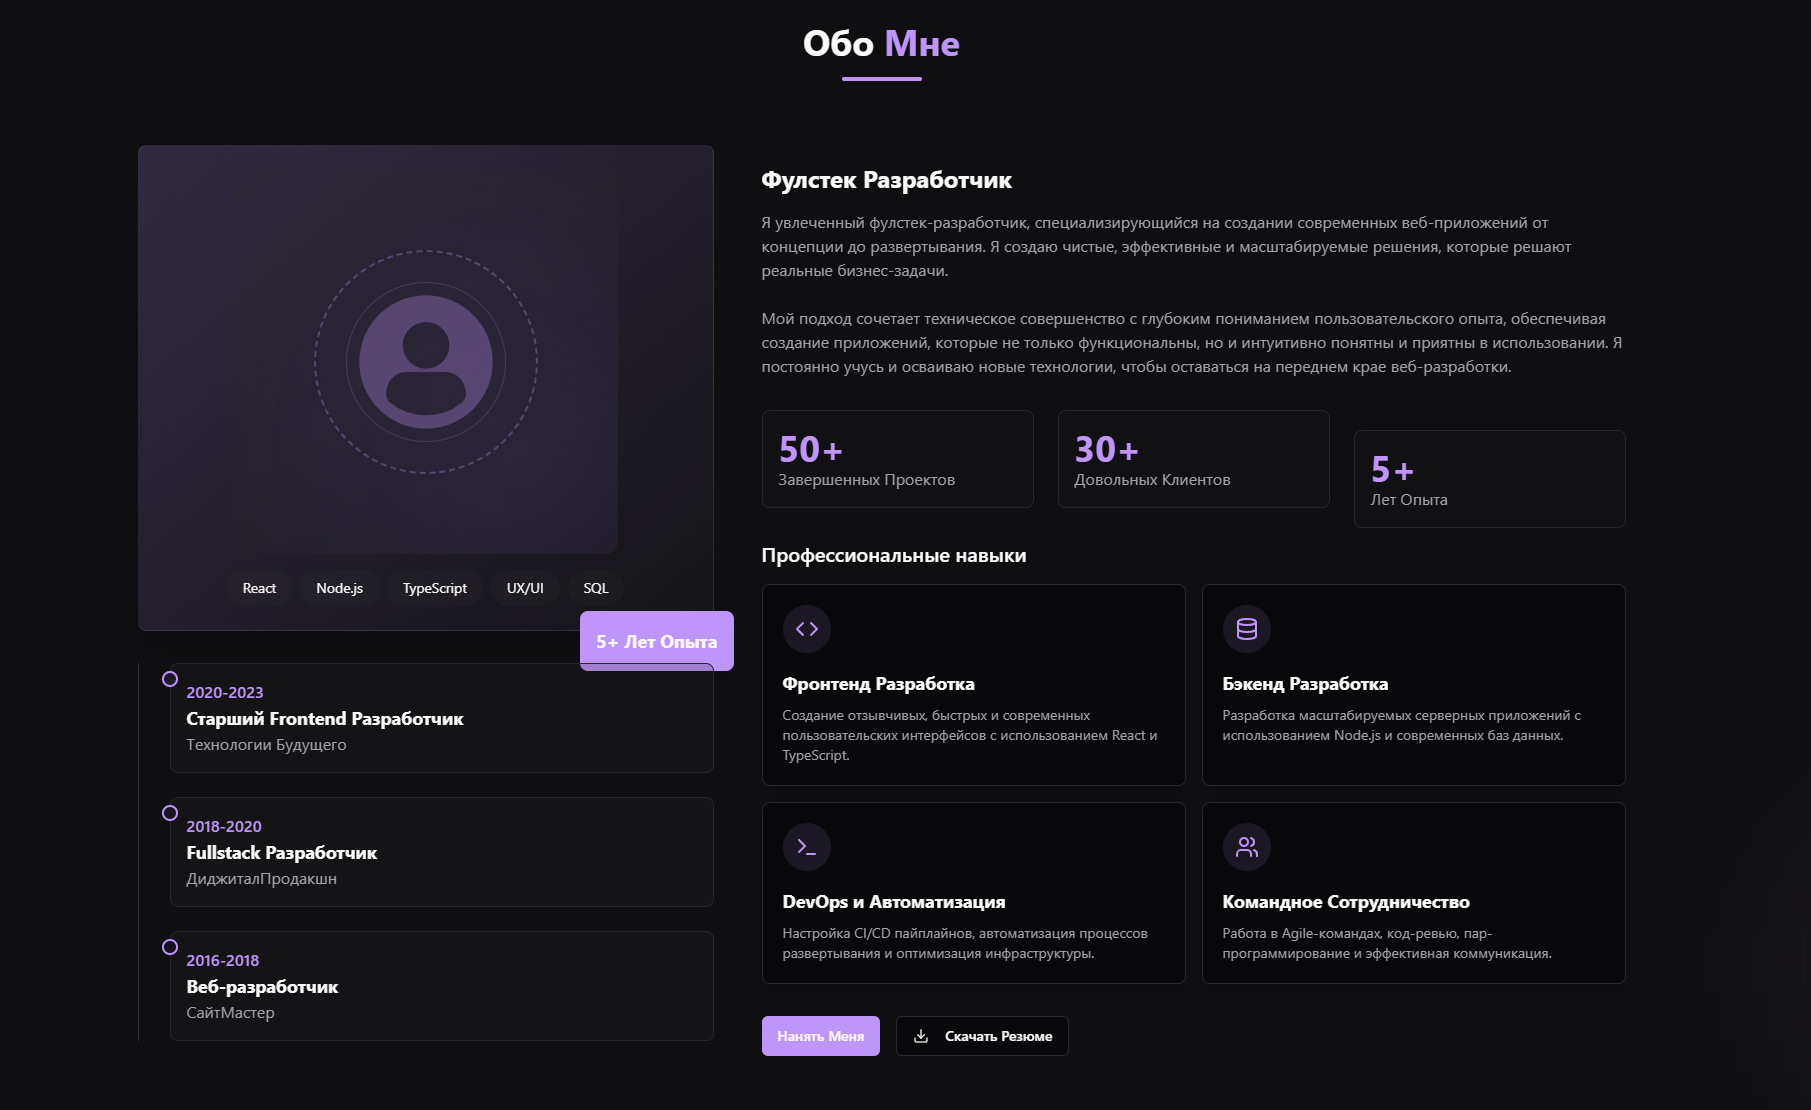 Обо Мне
React
Node.js
TypeScript
UX/UI
SQL
5+ Лет Опыта
2020-2023
Старший Frontend Разработчик
Технологии Будущего
2018-2020
Fullstack Разработчик
ДиджиталПродакшн
2016-2018
Веб-разработчик
СайтМастер
Фулстек Разработчик
Я увлеченный фулстек-разработчик, специализирующийся на создании современных веб-приложений от
концепции до развертывания. Я создаю чистые, эффективные и масштабируемые решения, которые решают
реальные бизнес-задачи.
Мой подход сочетает техническое совершенство с глубоким пониманием пользовательского опыта, обеспечивая
создание приложений, которые не только функциональны, но и интуитивно понятны и приятны в использовании. Я
постоянно учусь и осваиваю новые технологии, чтобы оставаться на переднем крае веб-разработки.
50+
Завершенных Проектов
30+
Довольных Клиентов
5+
Лет Опыта
Профессиональные навыки
Фронтенд Разработка
Создание отзывчивых, быстрых и современных
пользовательских интерфейсов с использованием React и
TypeScript.
Бэкенд Разработка
Разработка масштабируемых серверных приложений с
использованием Node.js и современных баз данных.
DevOps и Автоматизация
Настройка CI/CD пайплайнов, автоматизация процессов
развертывания и оптимизация инфраструктуры.
Командное Сотрудничество
Работа в Agile-командах, код-ревью, пар-
программирование и эффективная коммуникация.
Нанять Меня
Скачать Резюме